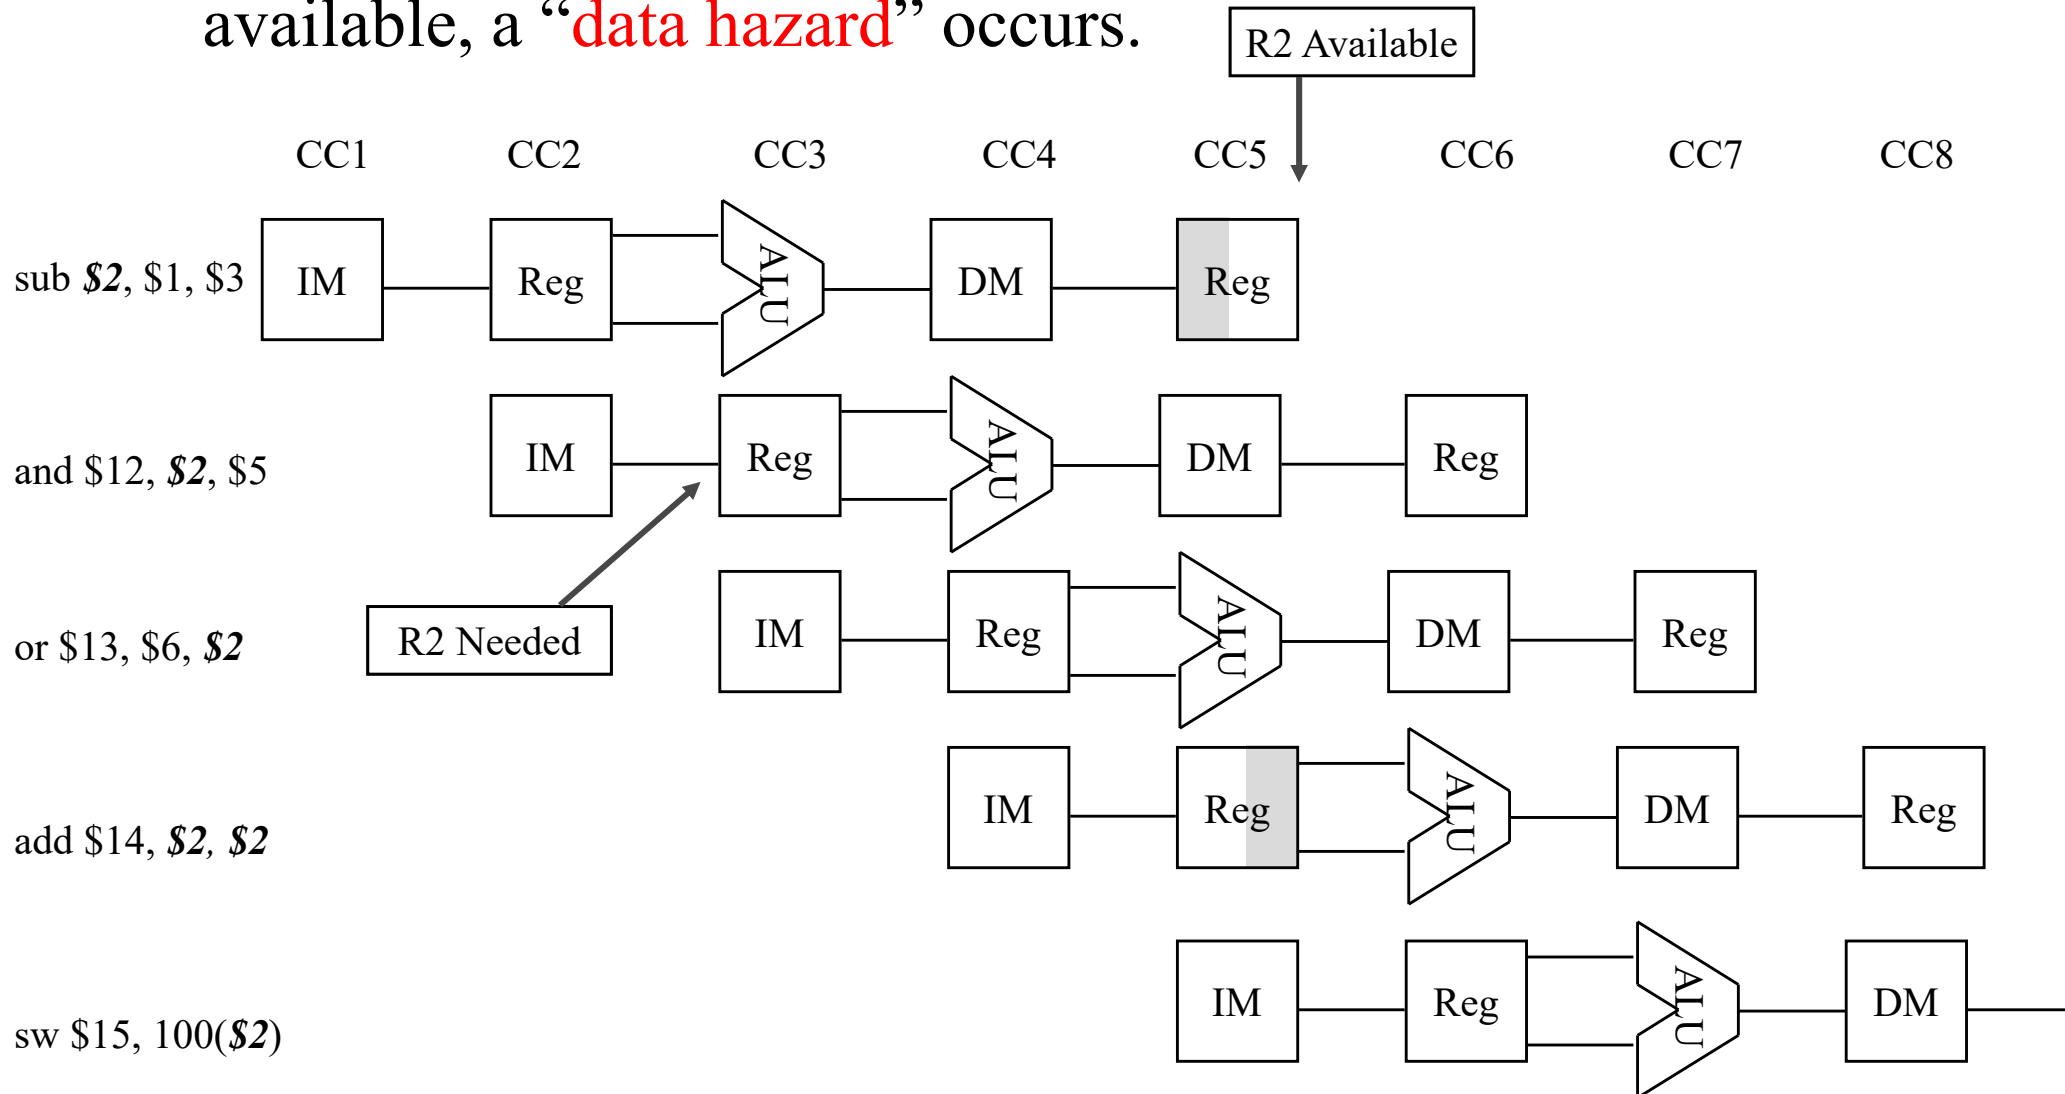 available, a “data hazard” occurs.
R2 Available
CC1 CC2 CC3 CC4 CC5 CC6 CC7 CC8
sub $2, $1, $3 IM Reg ALU DM Reg
and $12, $2, $5 IM Reg ALU DM Reg
R2 Needed
or $13, $6, $2 IM Reg ALU DM Reg
add $14, $2, $2 IM Reg ALU DM Reg
sw $15, 100($2) IM Reg ALU DM